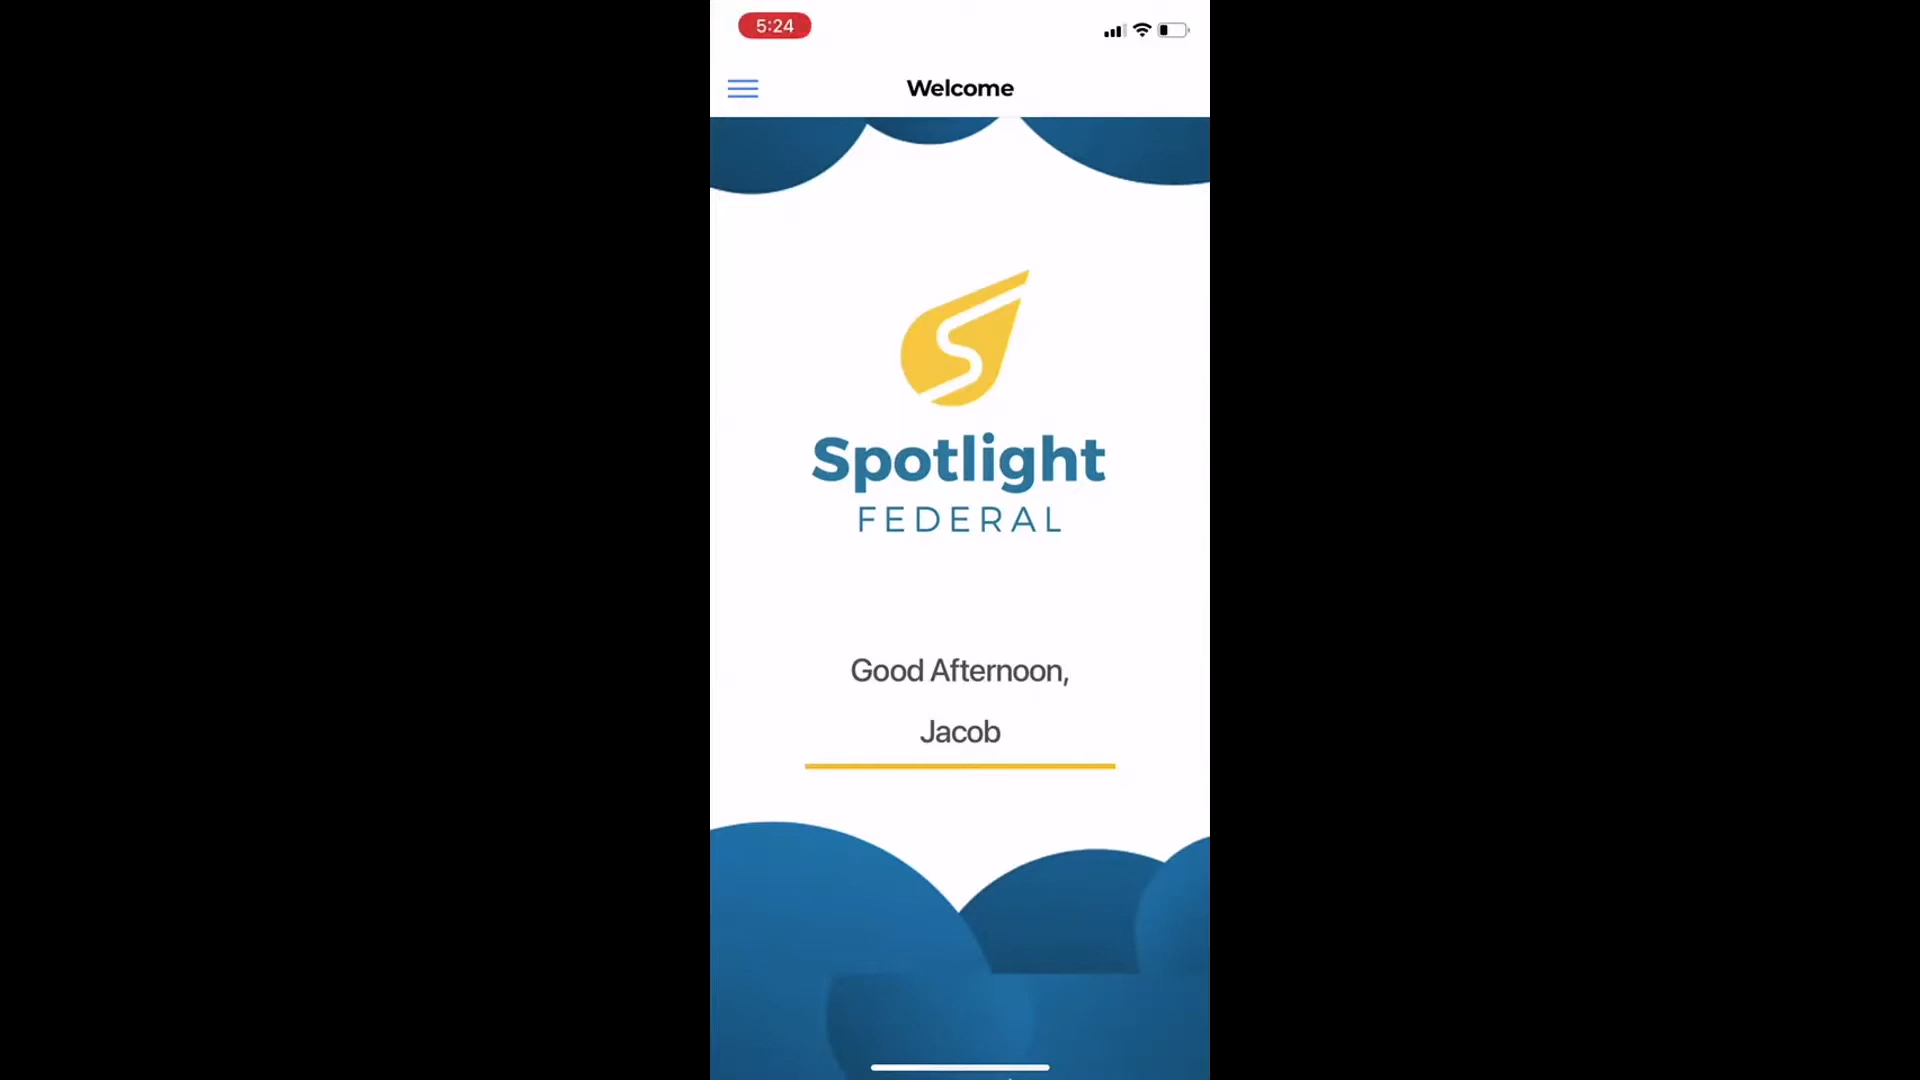 5:24
Welcome
Spotlight
FEDERAL
Good Afternoon,
Jacob